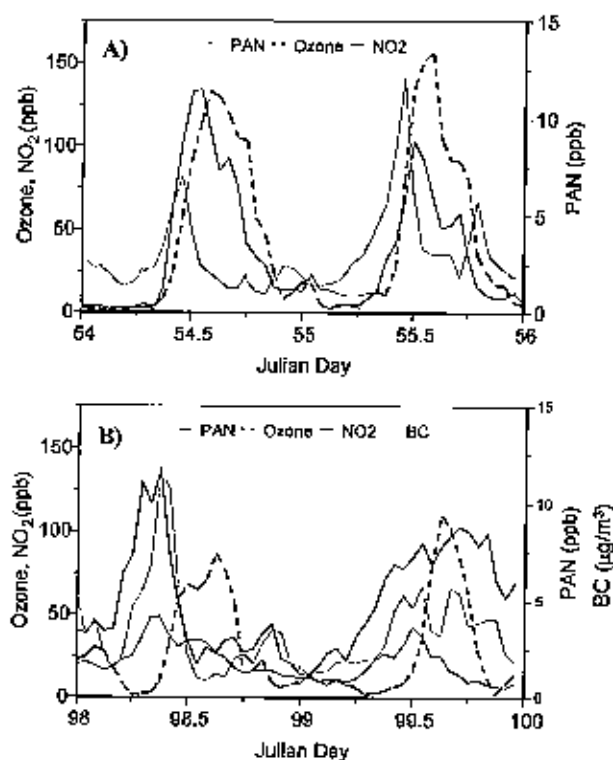 A)
PAN Ozone NO2
150
100
50
0
Ozone, NO2 (ppb)
15
10
5
0
PAN (ppb)
54 54.5 55 55.5 56
Julian Day
B)
PAN Ozone NO2 BC
150
100
50
0
Ozone, NO2 (ppb)
15
10
5
0
PAN (ppb)
BC (µg/m³)
98 98.5 99 99.5 100
Julian Day